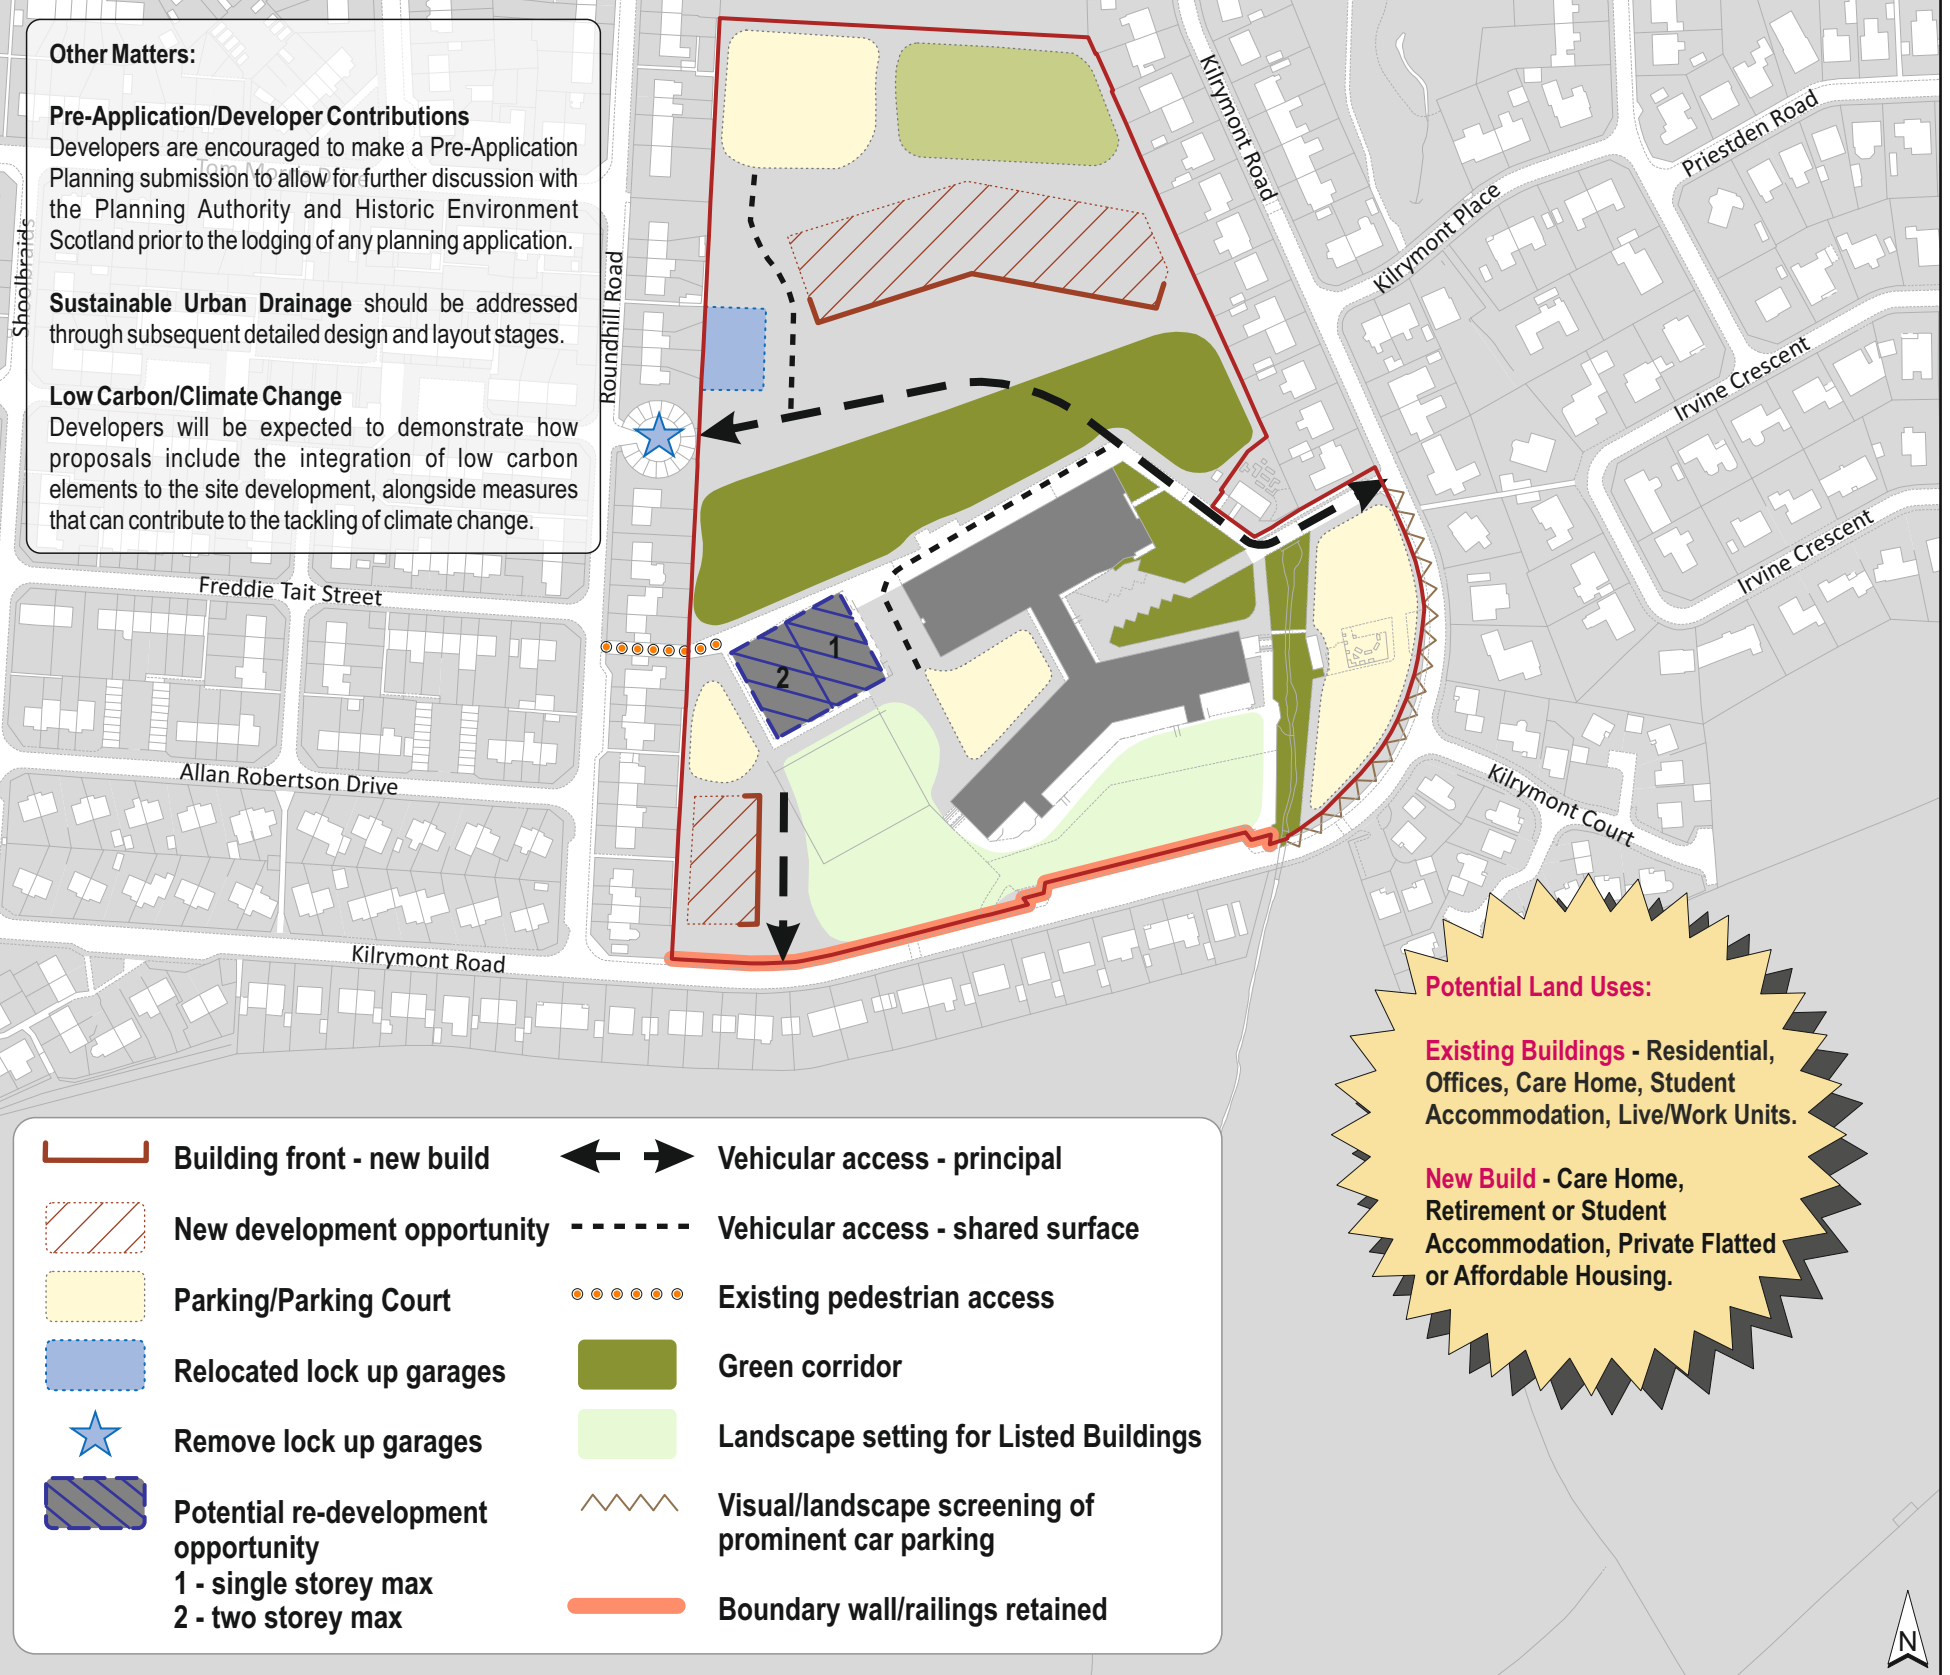 Other Matters:
Pre-Application/Developer Contributions
Developers are encouraged to make a Pre-Application
Planning submission to allow for further discussion with
the Planning Authority and Historic Environment
Scotland prior to the lodging of any planning application.
Sustainable Urban Drainage should be addressed
through subsequent detailed design and layout stages.
Low Carbon/Climate Change
Developers will be expected to demonstrate how
proposals include the integration of low carbon
elements to the site development, alongside measures
that can contribute to the tackling of climate change.
Tom Morris Drive
Shoolbraids
Roundhill Road
Kilrymont Road
Kilrymont Place
Priestden Road
Irvine Crescent
Irvine Crescent
Freddie Tait Street
Allan Robertson Drive
Kilrymont Road
Kilrymont Court
1
2
Potential Land Uses:
Existing Buildings - Residential,
Offices, Care Home, Student
Accommodation, Live/Work Units.
New Build - Care Home,
Retirement or Student
Accommodation, Private Flatted
or Affordable Housing.
Building front - new build
New development opportunity
Parking/Parking Court
Relocated lock up garages
Remove lock up garages
Potential re-development
opportunity
1 - single storey max
2 - two storey max
Vehicular access - principal
Vehicular access - shared surface
Existing pedestrian access
Green corridor
Landscape setting for Listed Buildings
Visual/landscape screening of
prominent car parking
Boundary wall/railings retained
N